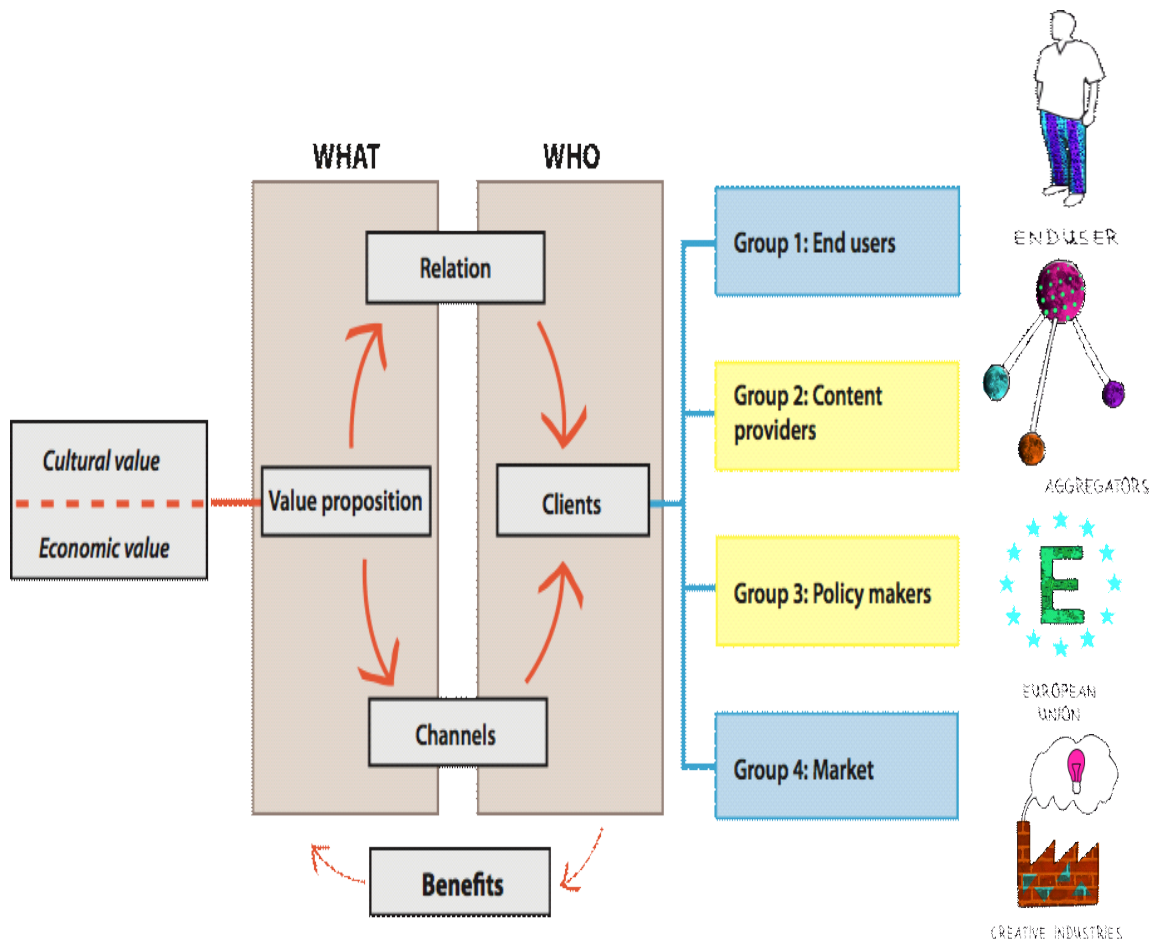 WHAT
WHO
Relation
Cultural value
Economic value
Value proposition
Clients
Channels
Benefits
Group 1: End users
Group 2: Content
providers
Group 3: Policy makers
Group 4: Market
ENDUSER
AGGREGATORS
E
EUROPEAN
UNION
CREATIVE INDUSTRIES